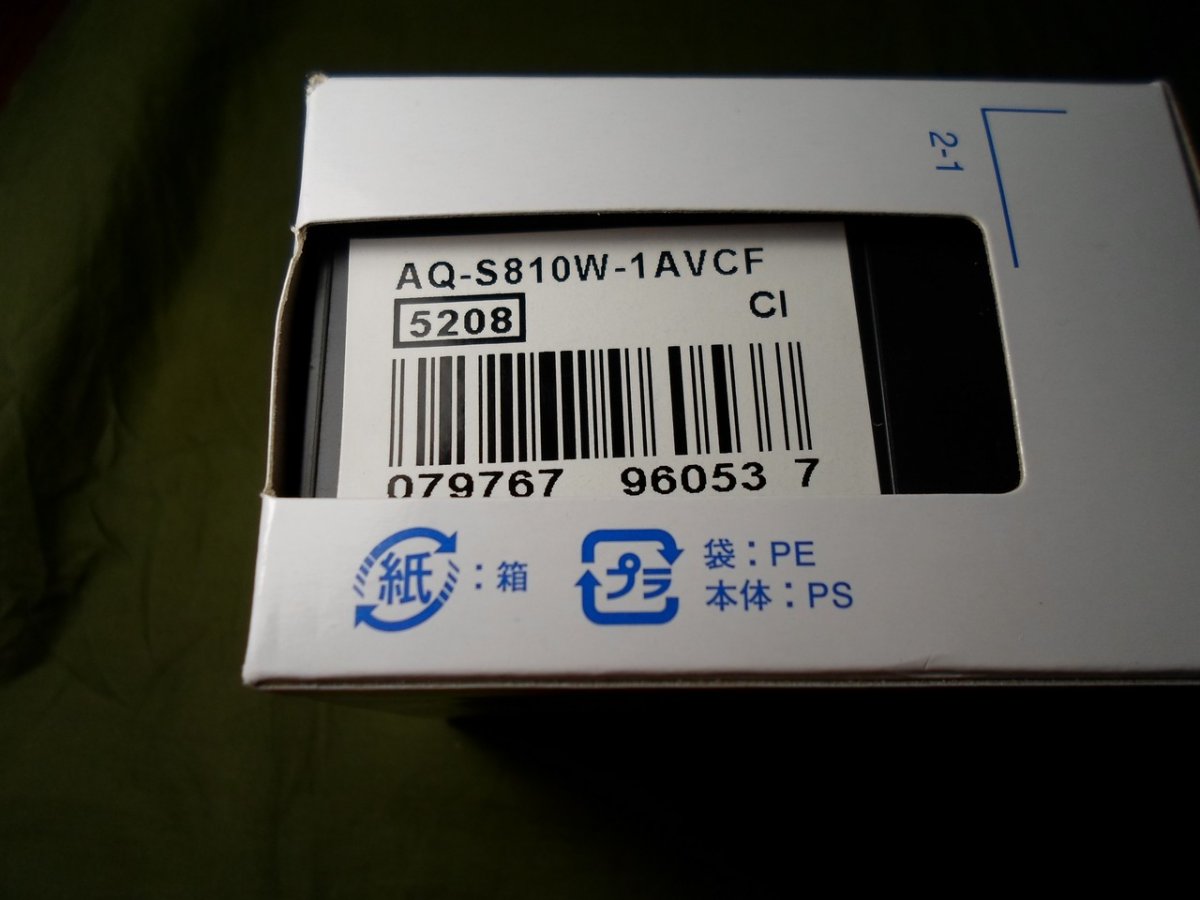 2-1
AQ-S810W-1AVCF
5208 CI
079767 96053 7
紙 : 箱
プラ 袋 : PE
本体 : PS